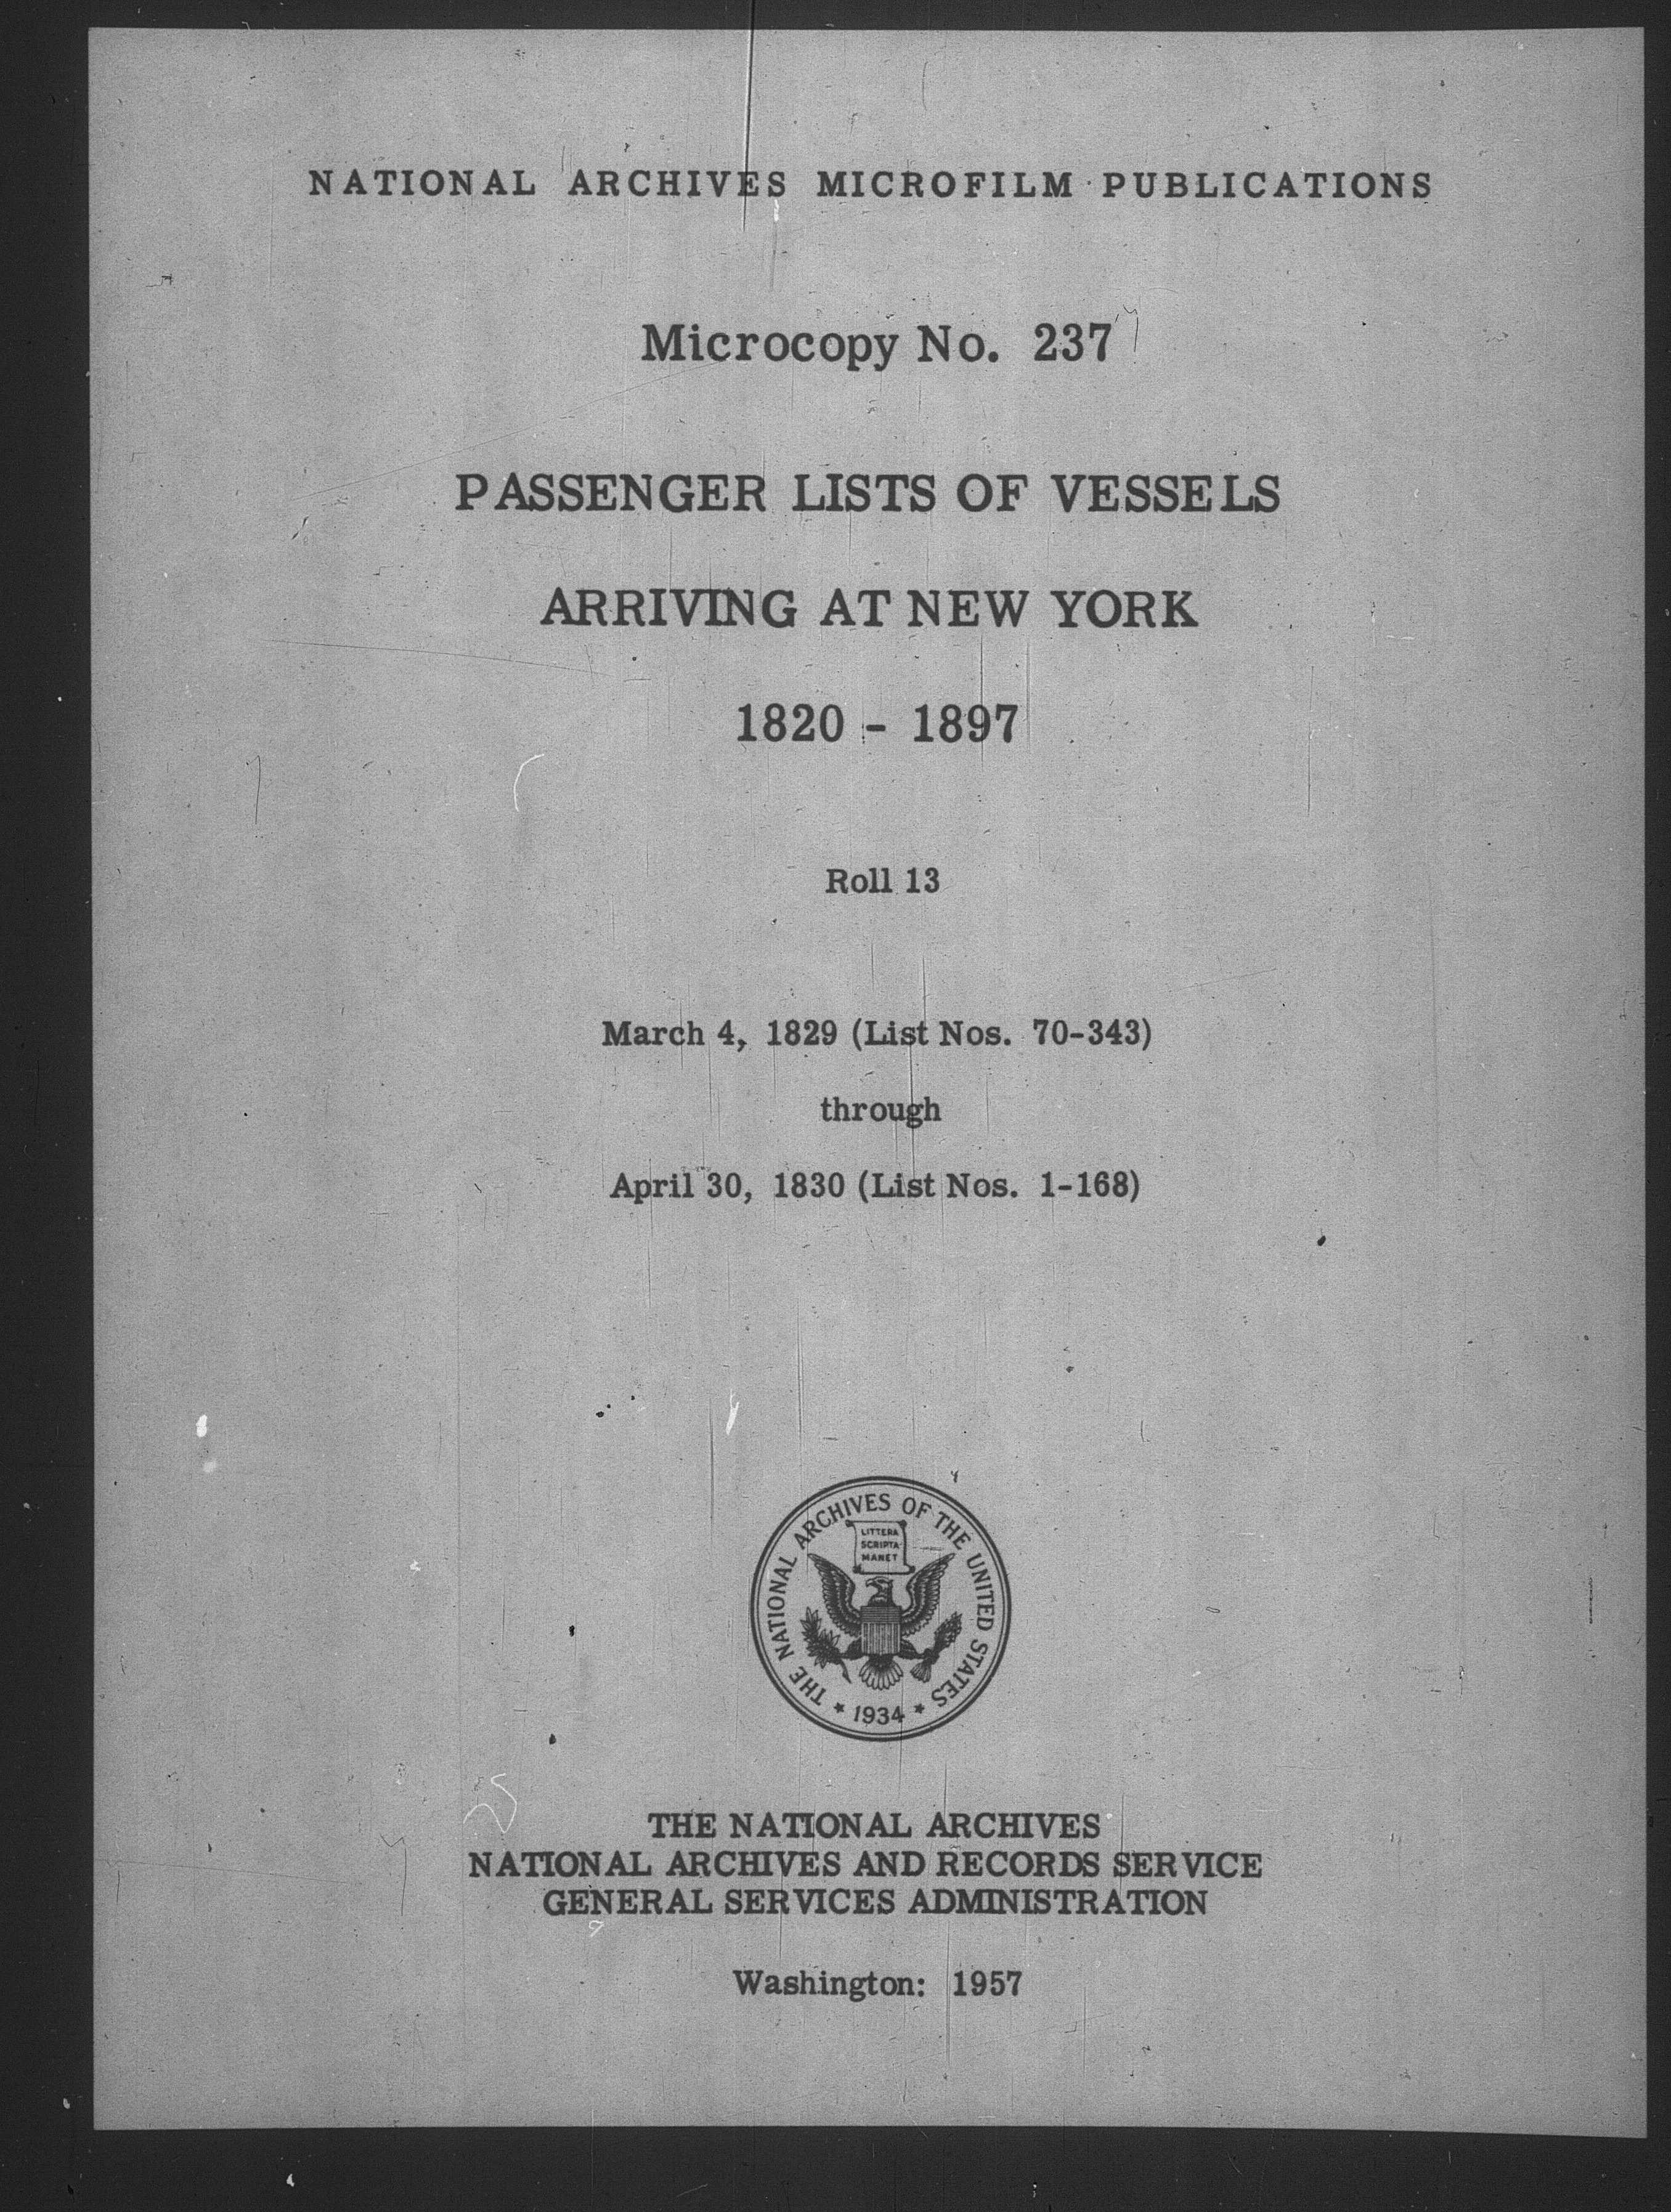 NATIONAL ARCHIVES MICROFILM PUBLICATIONS
Microcopy No. 237
PASSENGER LISTS OF VESSELS
ARRIVING AT NEW YORK
1820 - 1897
Roll 13
March 4, 1829 (List Nos. 70-343)
through
April 30, 1830 (List Nos. 1-168)
THE NATIONAL ARCHIVES OF THE UNITED STATES
LITTERA
SCRIPTA
MANET
★ 1934 ★
THE NATIONAL ARCHIVES
NATIONAL ARCHIVES AND RECORDS SERVICE
GENERAL SERVICES ADMINISTRATION
Washington: 1957